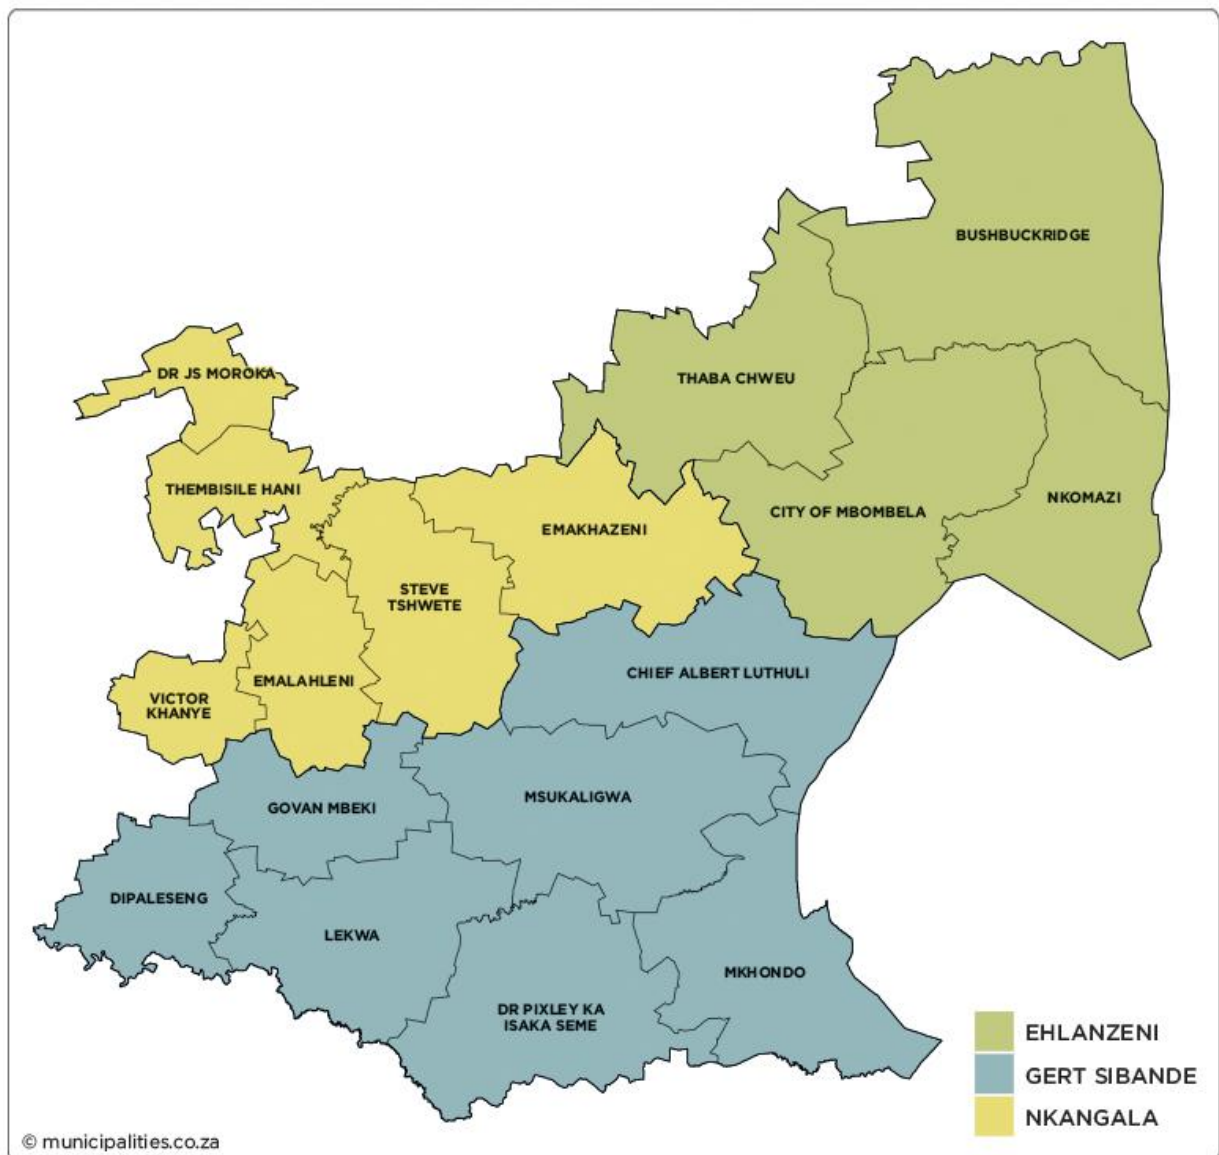 BUSHBUCKRIDGE
DR JS MOROKA
THABA CHWEU
THEMBISILE HANI
NKOMAZI
CITY OF MBOMBELA
EMAKHAZENI
STEVE
TSHWETE
CHIEF ALBERT LUTHULI
EMALAHLENI
VICTOR
KHANYE
MSUKALIGWA
GOVAN MBEKI
DIPALESENG
LEKWA
MKHONDO
DR PIXLEY KA
ISAKA SEME
EHLANZENI
GERT SIBANDE
NKANGALA
© municipalities.co.za